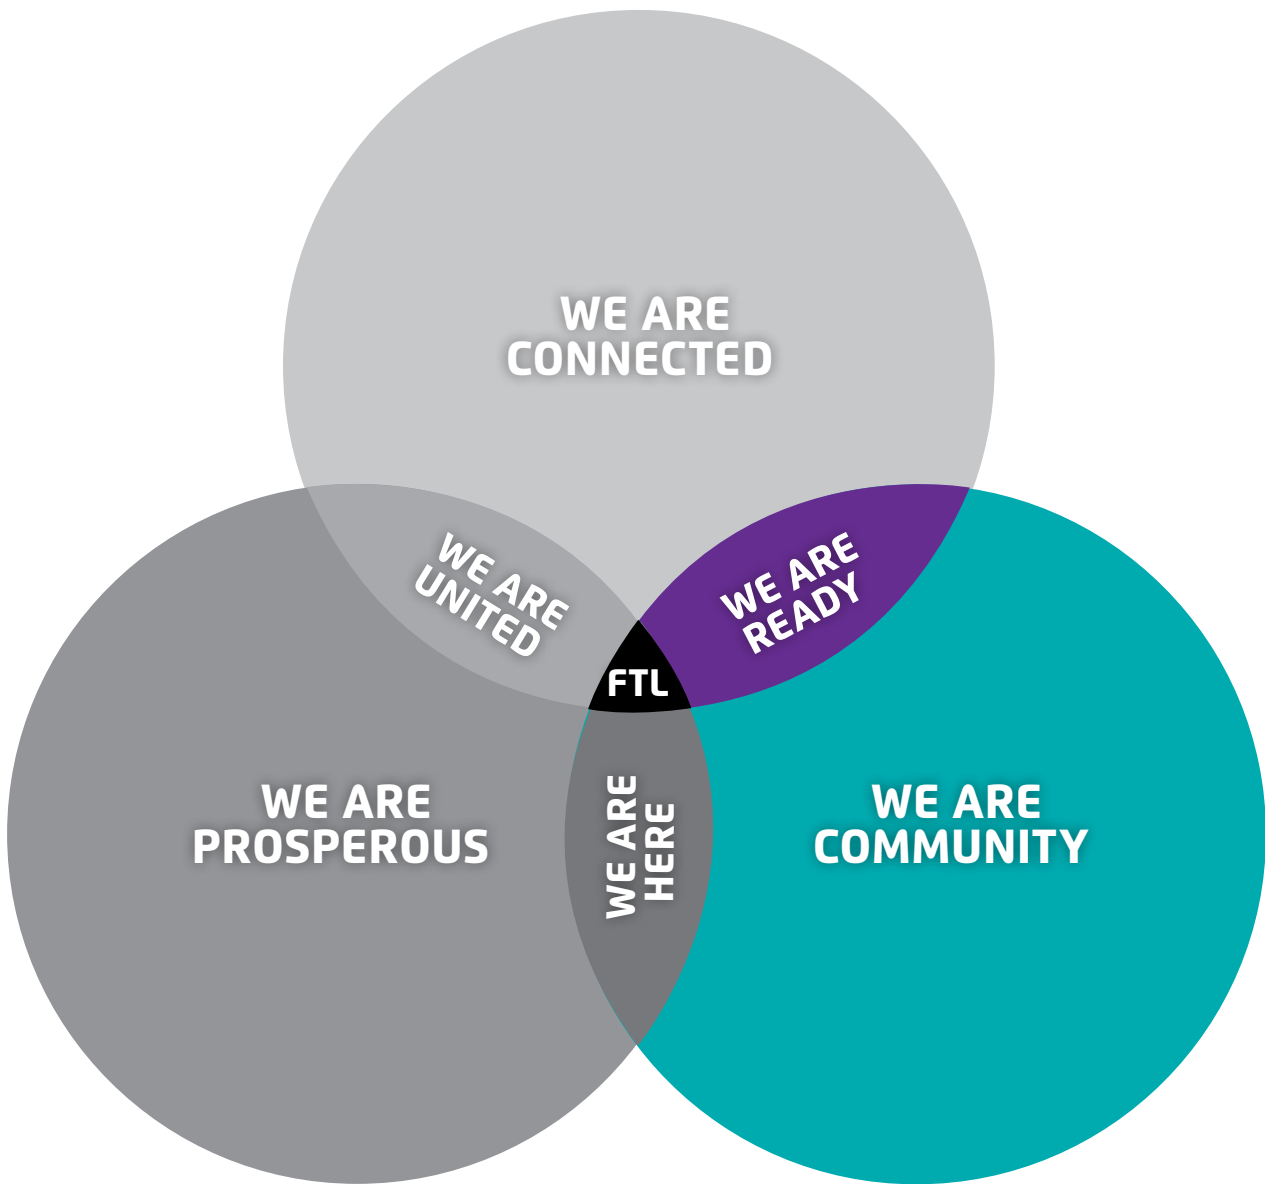 WE ARE
CONNECTED
WE ARE
UNITED
WE ARE
READY
FTL
WE ARE
PROSPEROUS
WE ARE
HERE
WE ARE
COMMUNITY